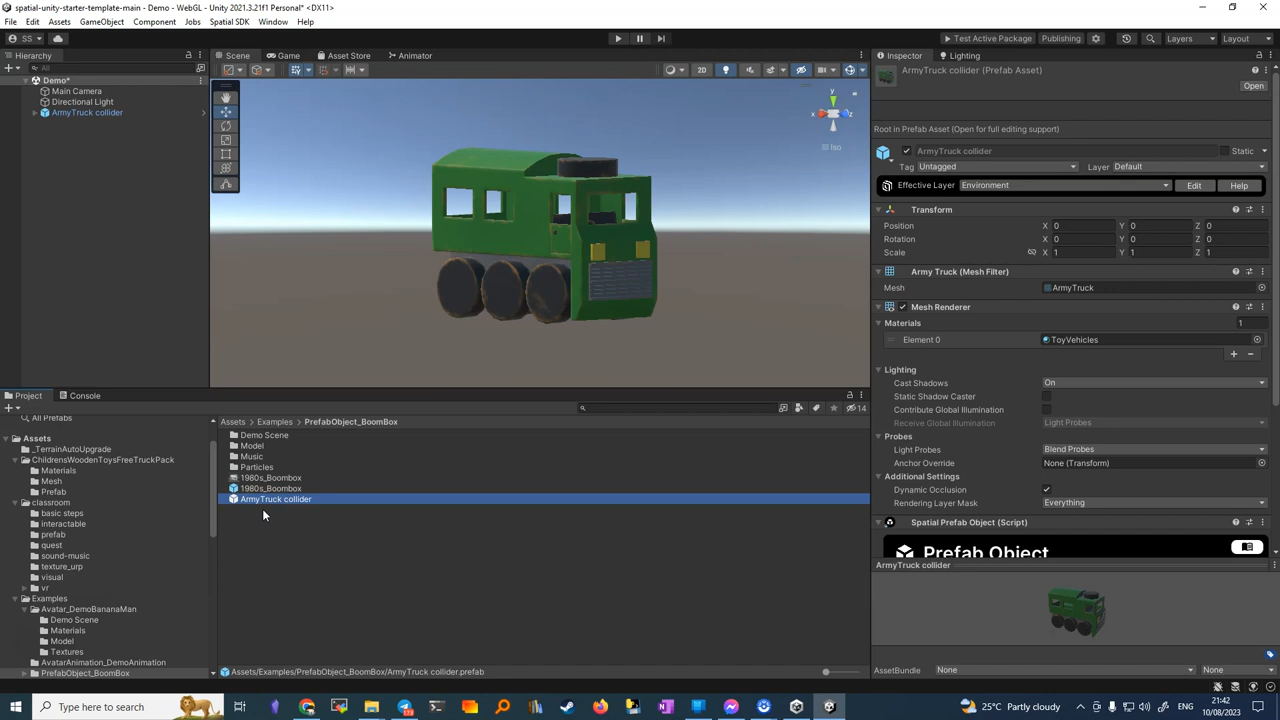 spatial-unity-starter-template-main - Demo - WebGL - Unity 2021.3.21f1 Personal* <DX11>
File Edit Assets GameObject Component Jobs Spatial SDK Window Help
SS Test Active Package Publishing Layers Layout
Hierarchy Scene Game Asset Store Animator Inspector Lighting
All
2D
Demo*
Main Camera
Directional Light
ArmyTruck collider
y
x
z
Iso
ArmyTruck collider (Prefab Asset)
Open
Root in Prefab Asset (Open for full editing support)
ArmyTruck collider Static
Tag Untagged Layer Default
Effective Layer Environment Edit Help
Transform
Position X 0 Y 0 Z 0
Rotation X 0 Y 0 Z 0
Scale X 1 Y 1 Z 1
Army Truck (Mesh Filter)
Mesh ArmyTruck
Mesh Renderer
Materials 1
Element 0 ToyVehicles
Lighting
Cast Shadows On
Static Shadow Caster
Contribute Global Illumination
Receive Global Illumination Light Probes
Probes
Light Probes Blend Probes
Anchor Override None (Transform)
Additional Settings
Dynamic Occlusion
Rendering Layer Mask Everything
Spatial Prefab Object (Script)
Prefab Object
ArmyTruck collider
AssetBundle None None
Project Console
14
All Prefabs
Assets
_TerrainAutoUpgrade
ChildrensWoodenToysFreeTruckPack
Materials
Mesh
Prefab
classroom
basic steps
interactable
prefab
quest
sound-music
texture_urp
visual
vr
Examples
Avatar_DemoBananaMan
Demo Scene
Materials
Model
Textures
AvatarAnimation_DemoAnimation
PrefabObject_BoomBox
Assets > Examples > PrefabObject_BoomBox
Demo Scene
Model
Music
Particles
1980s_Boombox
1980s_Boombox
ArmyTruck collider
Assets/Examples/PrefabObject_BoomBox/ArmyTruck collider.prefab
Type here to search
25°C Partly cloudy
ENG
21:42
10/08/2023